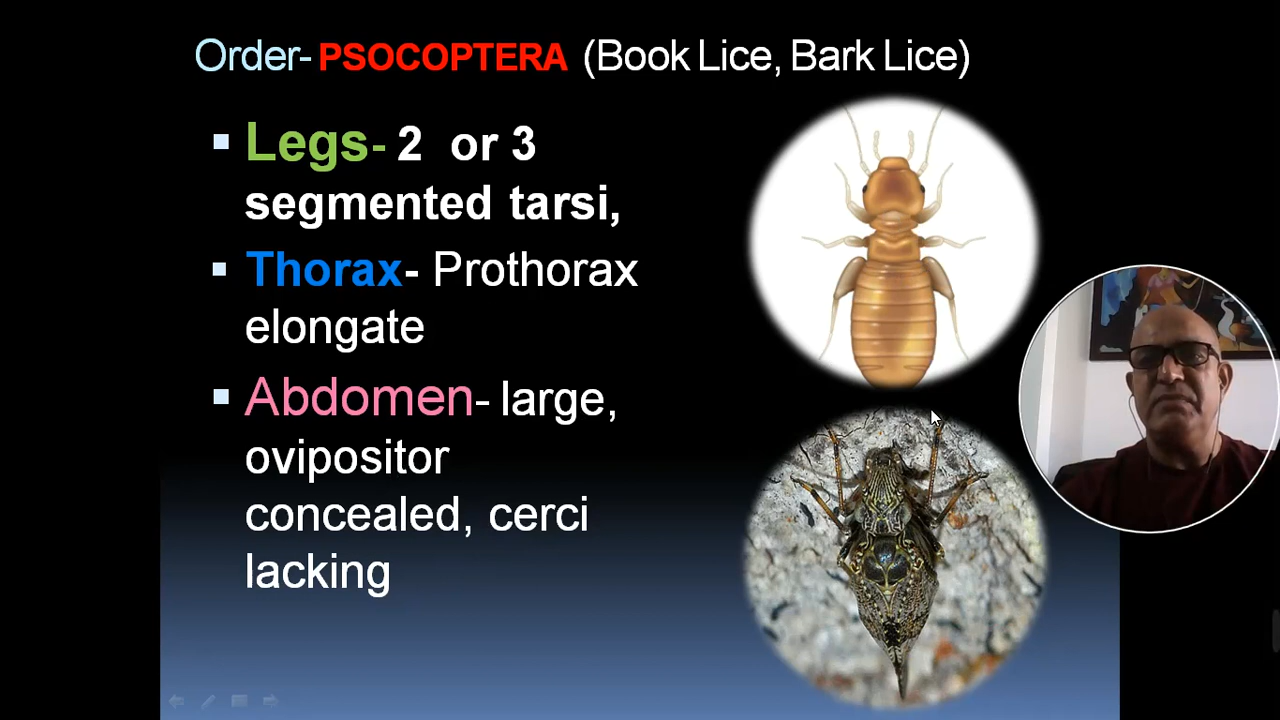 Order- PSOCOPTERA (Book Lice, Bark Lice)
Legs- 2 or 3
segmented tarsi,
Thorax- Prothorax
elongate
Abdomen- large,
ovipositor
concealed, cerci
lacking